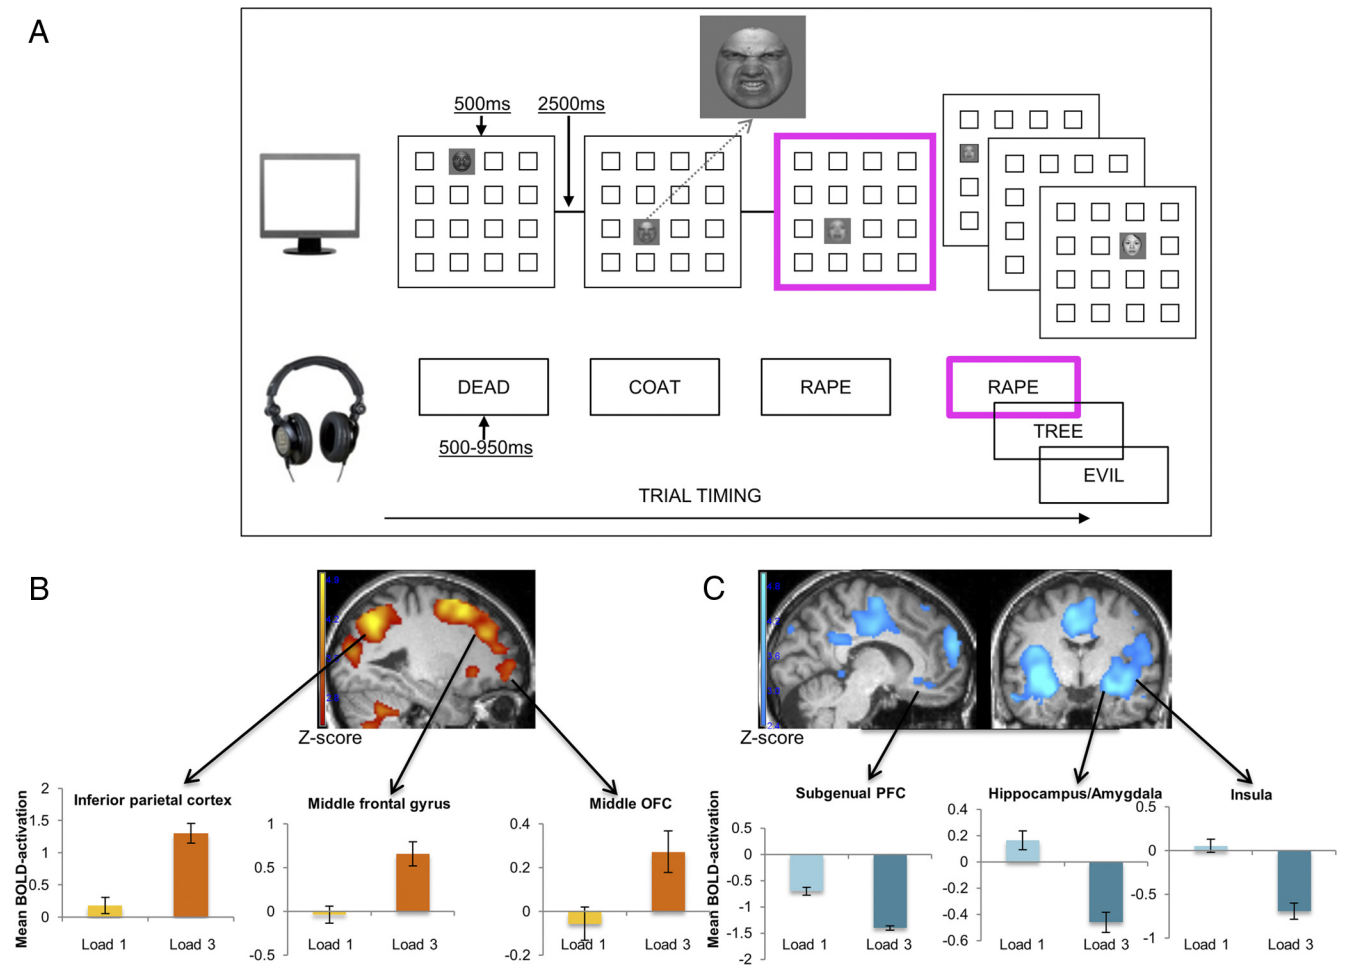 A
500ms
2500ms
DEAD
COAT
RAPE
RAPE
TREE
EVIL
500-950ms
TRIAL TIMING
B
4.9
Z-score
Inferior parietal cortex
Middle frontal gyrus
Middle OFC
Mean BOLD-activation
2
1.5
1
0.5
0
Load 1
Load 3
1
0.5
0
-0.5
Load 1
Load 3
0.4
0.2
0
-0.2
Load 1
Load 3
C
Z-score
Subgenual PFC
Hippocampus/Amygdala
Insula
Mean BOLD-activation
0.5
0
-0.5
-1
-1.5
-2
Load 1
Load 3
0.4
0.2
0
-0.2
-0.4
-0.6
Load 1
Load 3
0.5
0
-0.5
-1
Load 1
Load 3